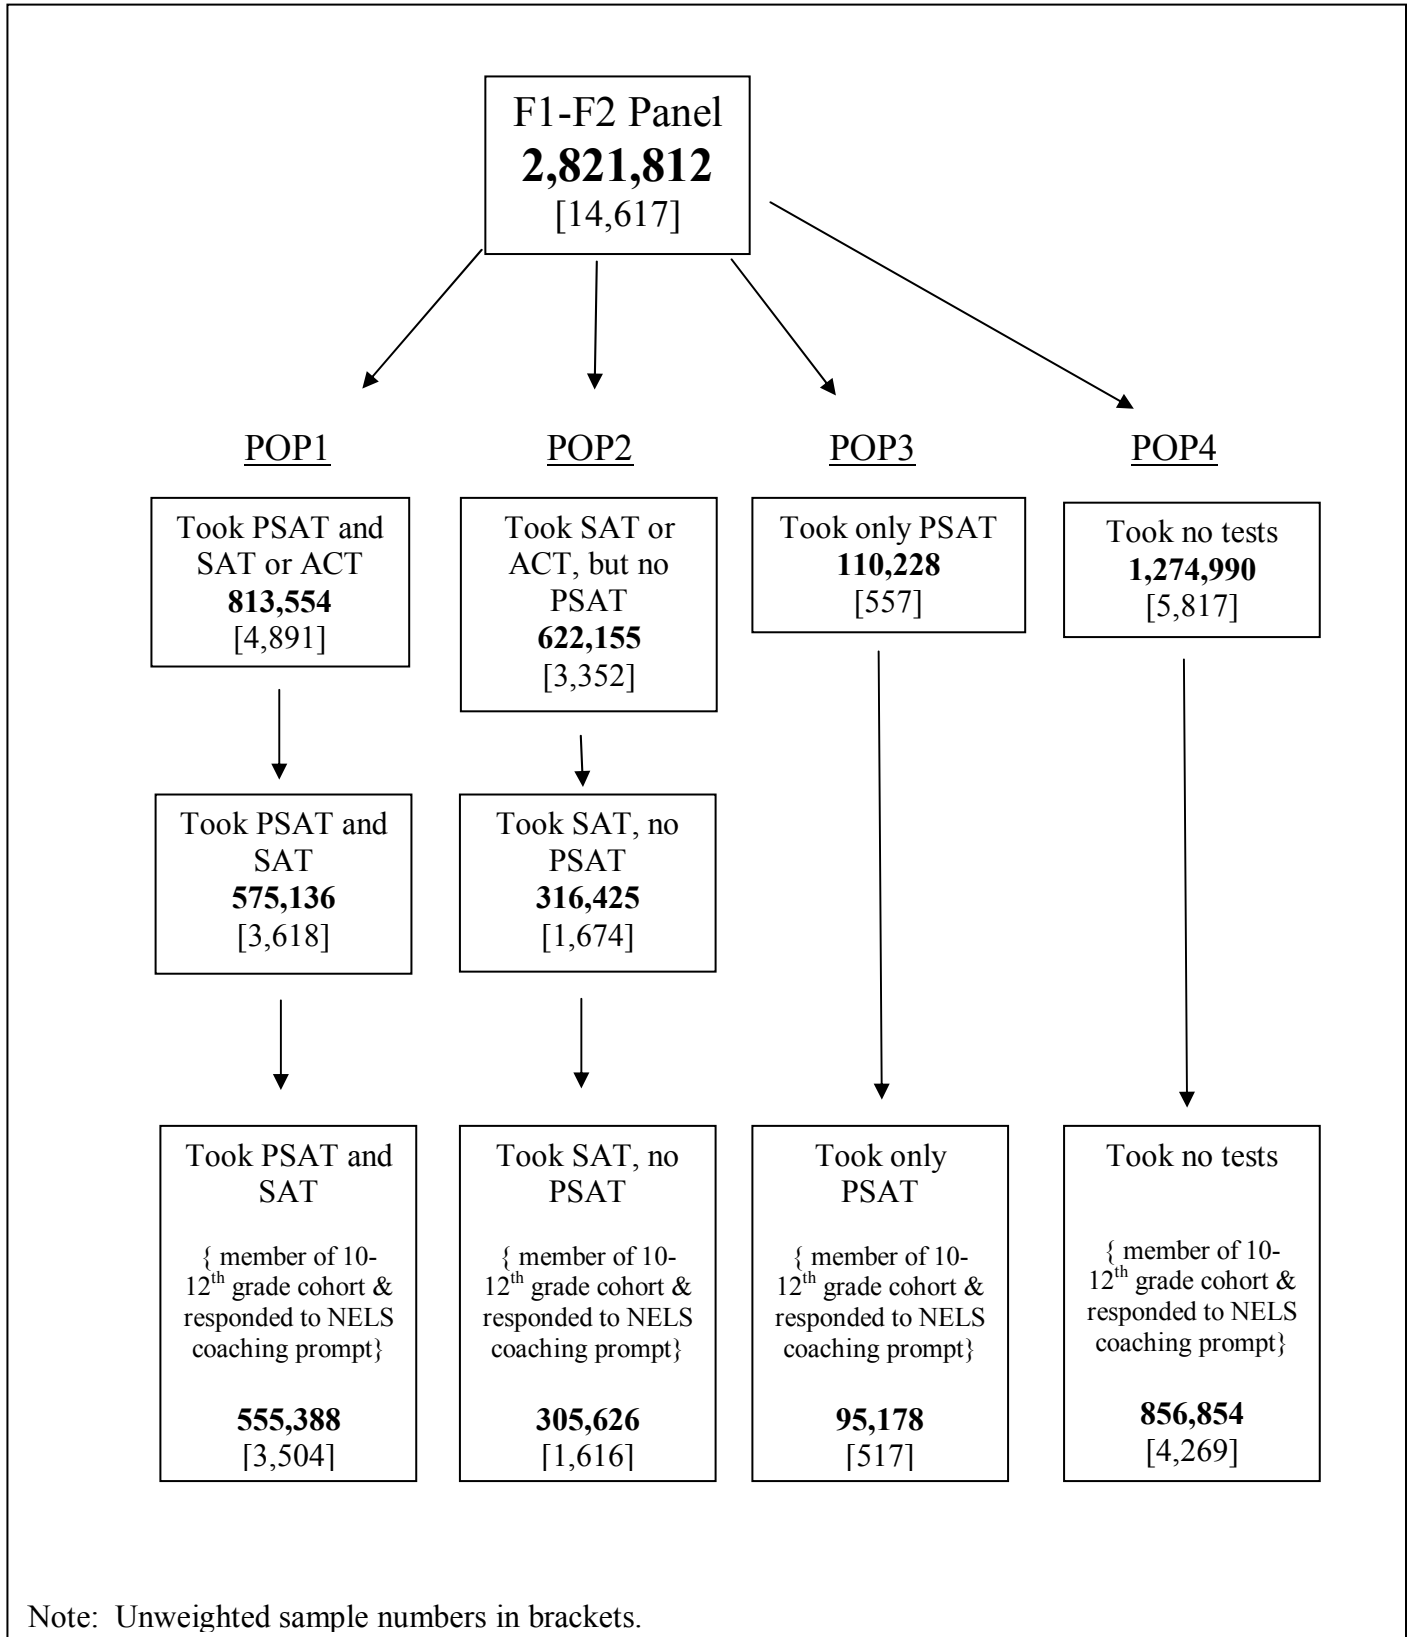 F1-F2 Panel
2,821,812
[14,617]
POP1
POP2
POP3
POP4
Took PSAT and
SAT or ACT
813,554
[4,891]
Took SAT or
ACT, but no
PSAT
622,155
[3,352]
Took only PSAT
110,228
[557]
Took no tests
1,274,990
[5,817]
Took PSAT and
SAT
575,136
[3,618]
Took SAT, no
PSAT
316,425
[1,674]
Took PSAT and
SAT
{ member of 10-
12th grade cohort &
responded to NELS
coaching prompt}
555,388
[3,504]
Took SAT, no
PSAT
{ member of 10-
12th grade cohort &
responded to NELS
coaching prompt}
305,626
[1,616]
Took only
PSAT
{ member of 10-
12th grade cohort &
responded to NELS
coaching prompt}
95,178
[517]
Took no tests
{ member of 10-
12th grade cohort &
responded to NELS
coaching prompt}
856,854
[4,269]
Note:  Unweighted sample numbers in brackets.